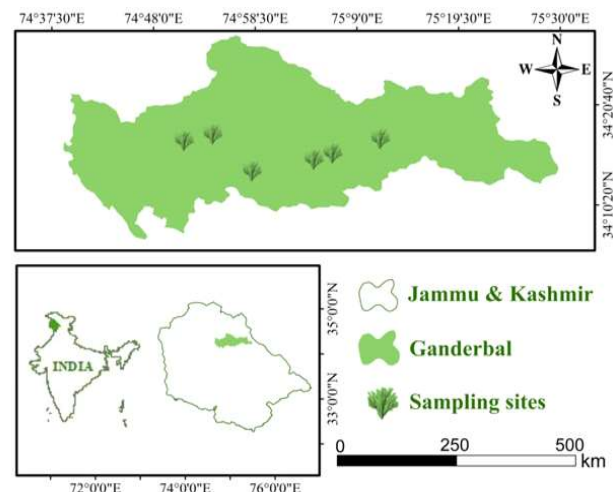 74°37'30"E 74°48'0"E 74°58'30"E 75°9'0"E 75°19'30"E 75°30'0"E
N
W E
S
34°20'40"N
34°10'20"N
Jammu & Kashmir
Ganderbal
Sampling sites
0 250 500
km
INDIA
35°0'0"N
33°0'0"N
72°0'0"E 74°0'0"E 76°0'0"E